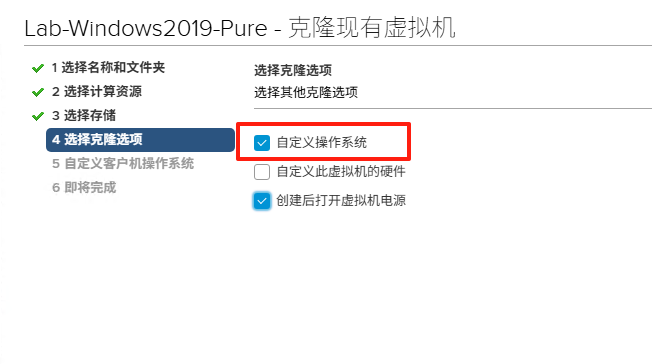 Lab-Windows2019-Pure - 克隆现有虚拟机
1 选择名称和文件夹
2 选择计算资源
3 选择存储
4 选择克隆选项
5 自定义客户机操作系统
6 即将完成
选择克隆选项
选择其他克隆选项
自定义操作系统
自定义此虚拟机的硬件
创建后打开虚拟机电源